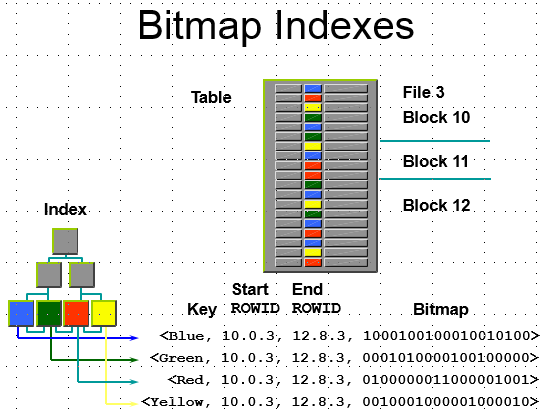 Bitmap Indexes
Table
File 3
Block 10
Block 11
Block 12
Index
Start End
Key ROWID ROWID Bitmap
<Blue, 10.0.3, 12.8.3, 1000100100010010100>
<Green, 10.0.3, 12.8.3, 0001010000100100000>
<Red, 10.0.3, 12.8.3, 0100000011000001001>
<Yellow, 10.0.3, 12.8.3, 0010001000001000010>